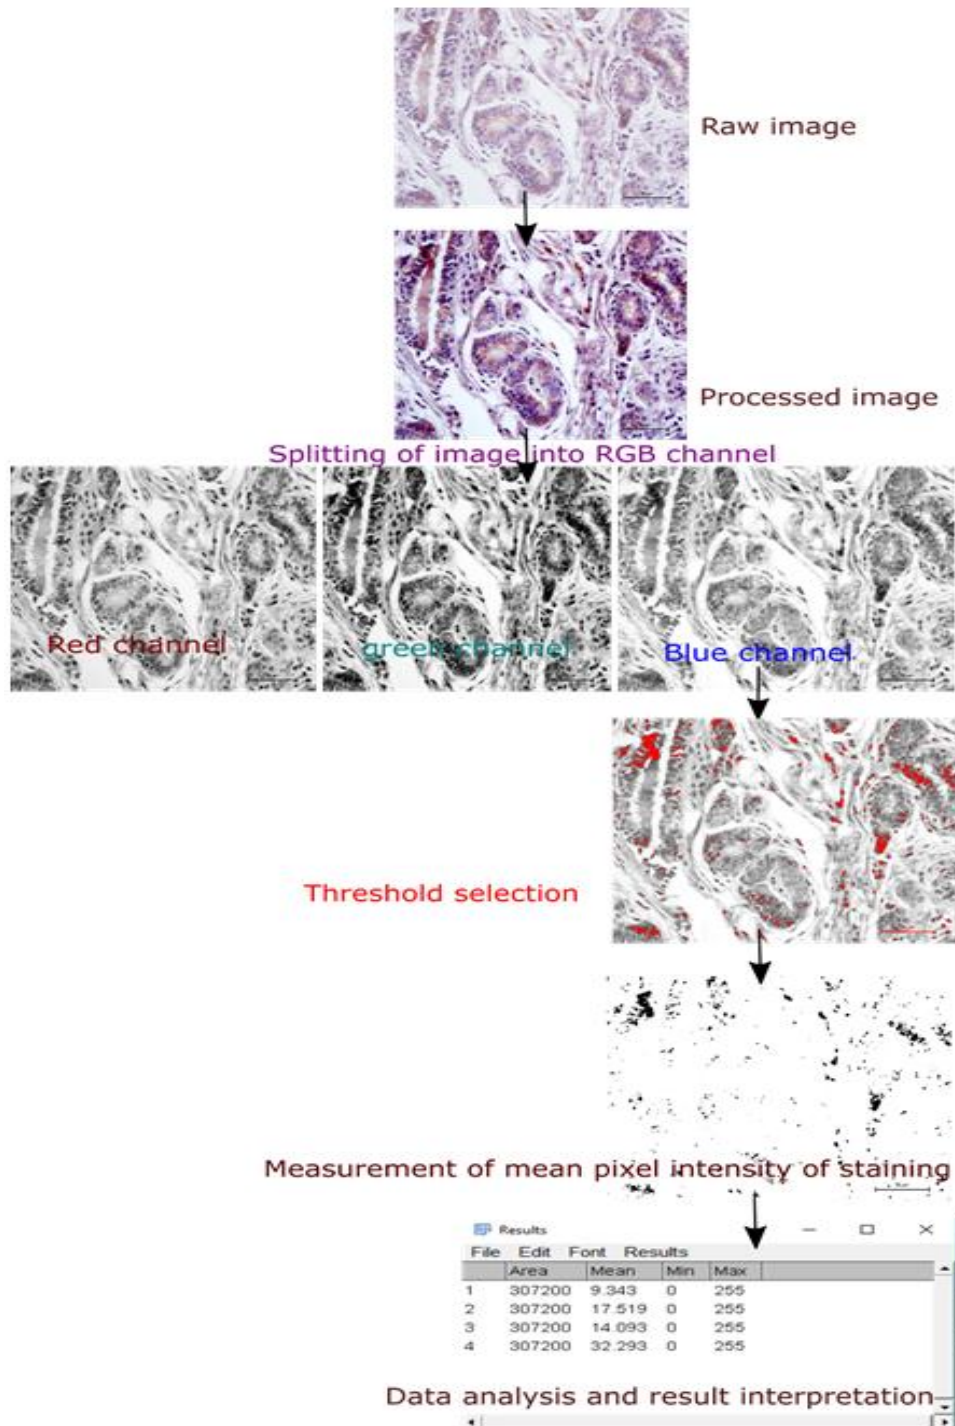 Raw image
Processed image
Splitting of image into RGB channel
Red channel
green channel
Blue channel
Threshold selection
Measurement of mean pixel intensity of staining
Results
File Edit Font Results
Area Mean Min Max
1 307200 9.343 0 255
2 307200 17.519 0 255
3 307200 14.093 0 255
4 307200 32.293 0 255
Data analysis and result interpretation